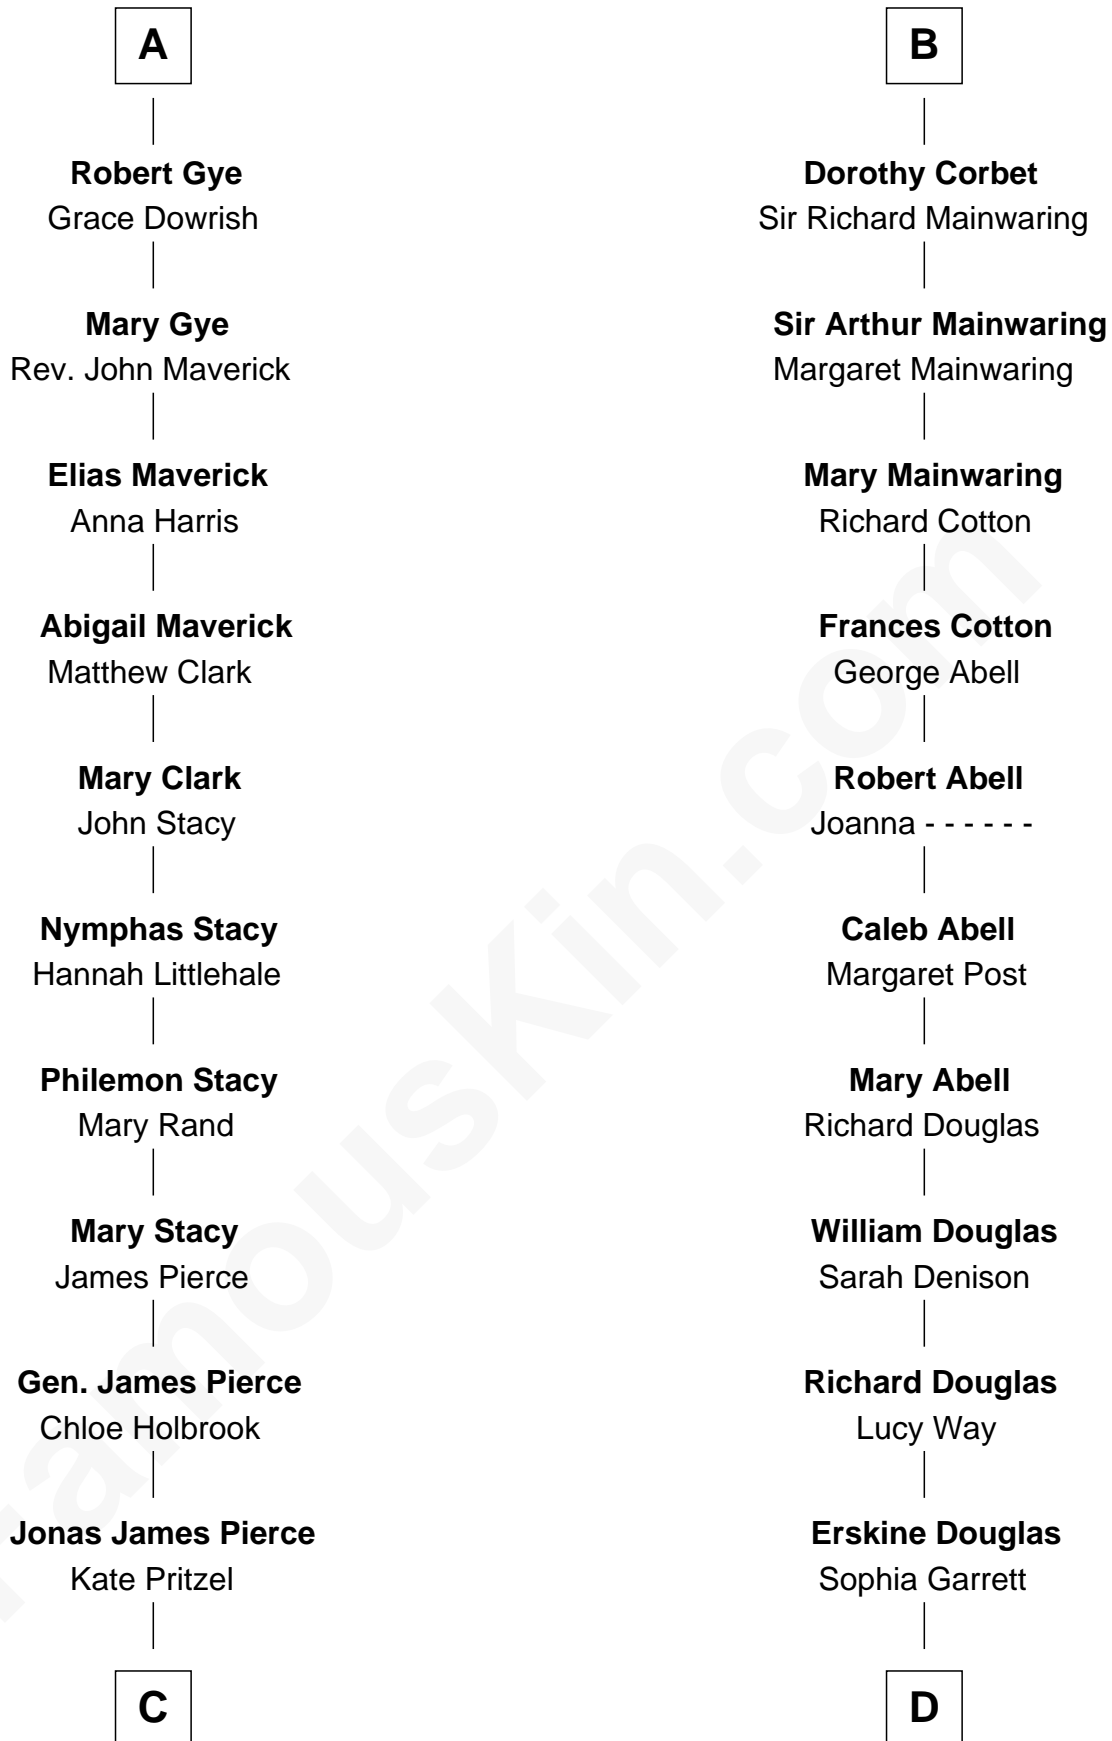 A
Robert Gye
Grace Dowrish
Mary Gye
Rev. John Maverick
Elias Maverick
Anna Harris
Abigail Maverick
Matthew Clark
Mary Clark
John Stacy
Nymphas Stacy
Hannah Littlehale
Philemon Stacy
Mary Rand
Mary Stacy
James Pierce
Gen. James Pierce
Chloe Holbrook
Jonas James Pierce
Kate Pritzel
C
B
Dorothy Corbet
Sir Richard Mainwaring
Sir Arthur Mainwaring
Margaret Mainwaring
Mary Mainwaring
Richard Cotton
Frances Cotton
George Abell
Robert Abell
Joanna - - - - - -
Caleb Abell
Margaret Post
Mary Abell
Richard Douglas
William Douglas
Sarah Denison
Richard Douglas
Lucy Way
Erskine Douglas
Sophia Garrett
D
FamousKin.com